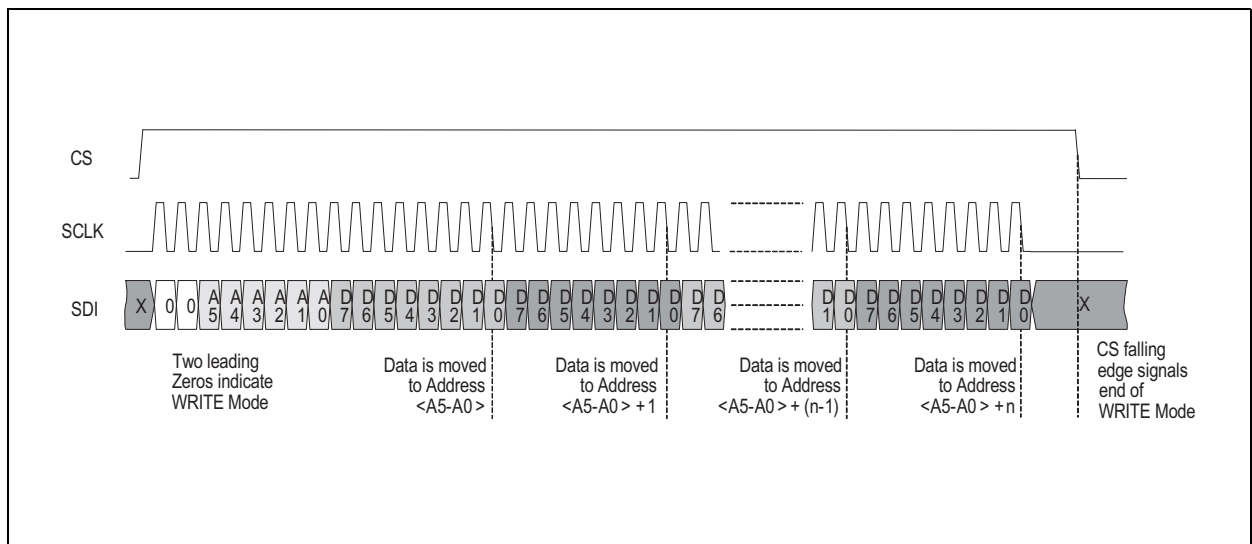 CS
SCLK
SDI
X 0 0 A5 A4 A3 A2 A1 A0 D7 D6 D5 D4 D3 D2 D1 D0 D7 D6 D5 D4 D3 D2 D1 D0 D7 D6 D1 D0 D7 D6 D5 D4 D3 D2 D1 D0 X
Two leading
Zeros indicate
WRITE Mode
Data is moved
to Address
<A5-A0 >
Data is moved
to Address
<A5-A0 > + 1
Data is moved
to Address
<A5-A0 > + (n-1)
Data is moved
to Address
<A5-A0 > + n
CS falling
edge signals
end of
WRITE Mode